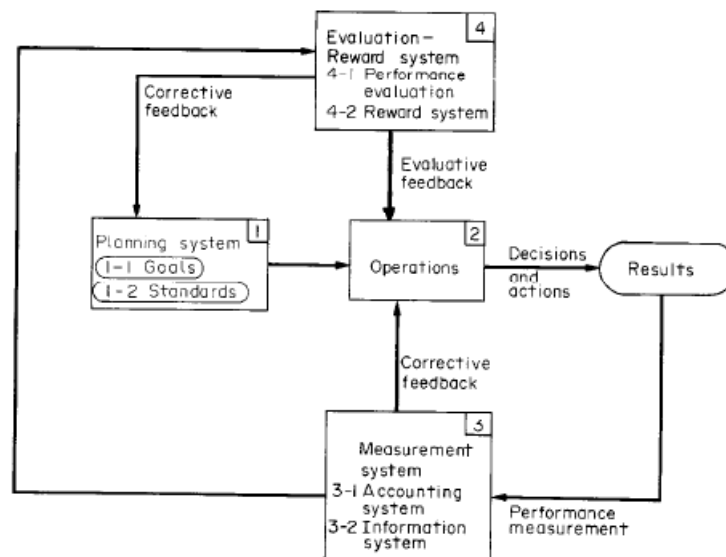 4
Evaluation–
Reward system
4-1 Performance
evaluation
4-2 Reward system
Corrective
feedback
Evaluative
feedback
1
Planning system
1-1 Goals
1-2 Standards
2
Operations
Decisions
and
actions
Results
Corrective
feedback
3
Measurement
system
3-1 Accounting
system
3-2 Information
system
Performance
measurement